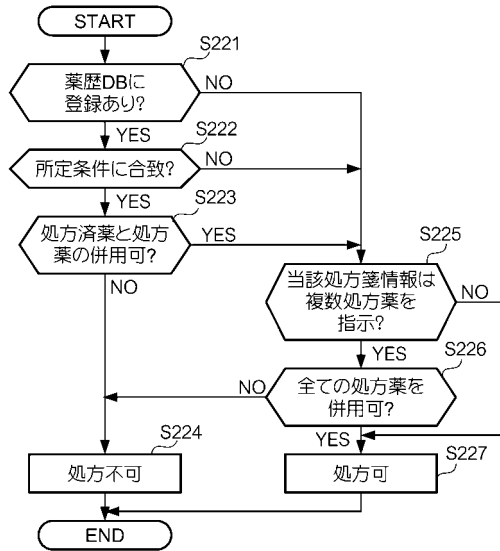 START
S221
薬歴DBに
登録あり?
NO
YES
S222
所定条件に合致?
NO
YES
S223
処方済薬と処方
薬の併用可?
YES
NO
S225
当該処方箋情報は
複数処方薬を
指示?
NO
YES
S226
全ての処方薬を
併用可?
NO
YES
S224
処方不可
S227
処方可
END